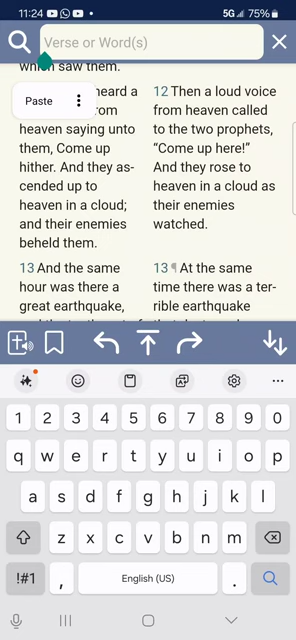 11:24
5G
75%
Verse or Word(s)
which saw them.
Paste
heard a
rom
heaven saying unto
them, Come up
hither. And they as-
cended up to
heaven in a cloud;
and their enemies
beheld them.
13 And the same
hour was there a
great earthquake,
12 Then a loud voice
from heaven called
to the two prophets,
“Come up here!”
And they rose to
heaven in a cloud as
their enemies
watched.
13 ¶ At the same
time there was a ter-
rible earthquake
1 2 3 4 5 6 7 8 9 0
q w e r t y u i o p
a s d f g h j k l
z x c v b n m
!#1 , English (US) .